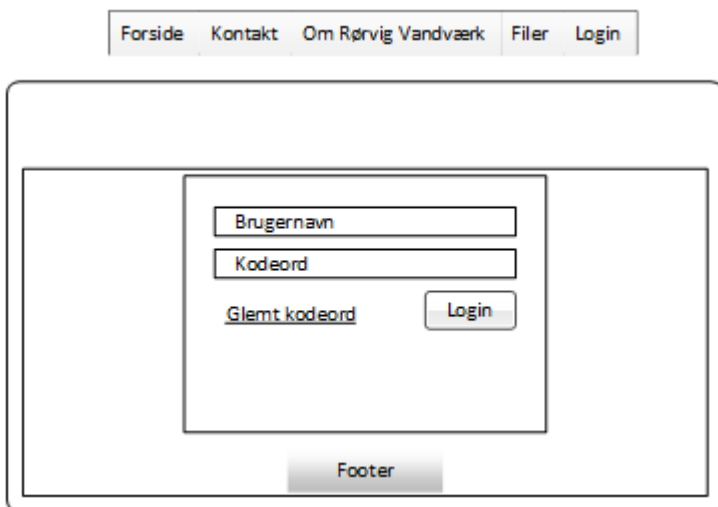 Forside Kontakt Om Rørvig Vandværk Filer Login
Brugernavn
Kodeord
Glemt kodeord Login
Footer